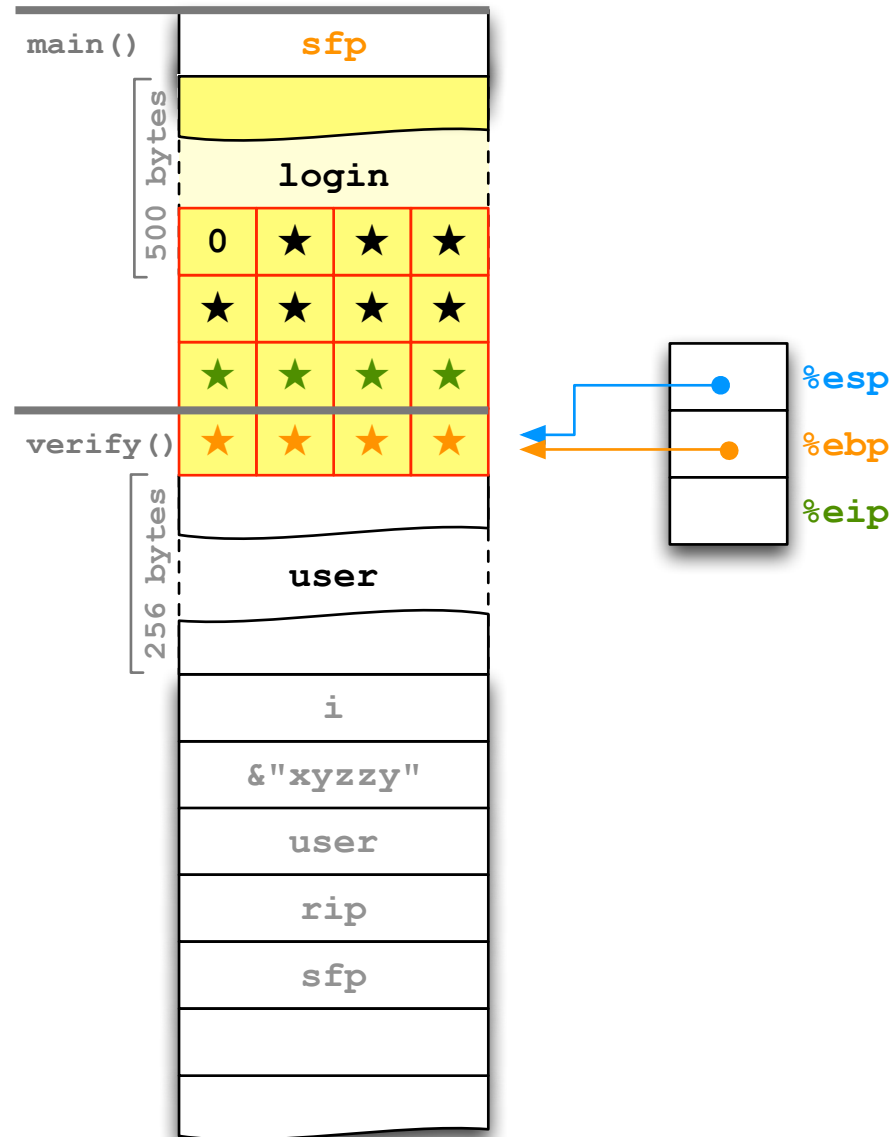 main() sfp
500 bytes
login
0 ★ ★ ★
★ ★ ★ ★
★ ★ ★ ★
%esp
verify() ★ ★ ★ ★
%ebp
%eip
256 bytes
user
i
&"xyzzy"
user
rip
sfp